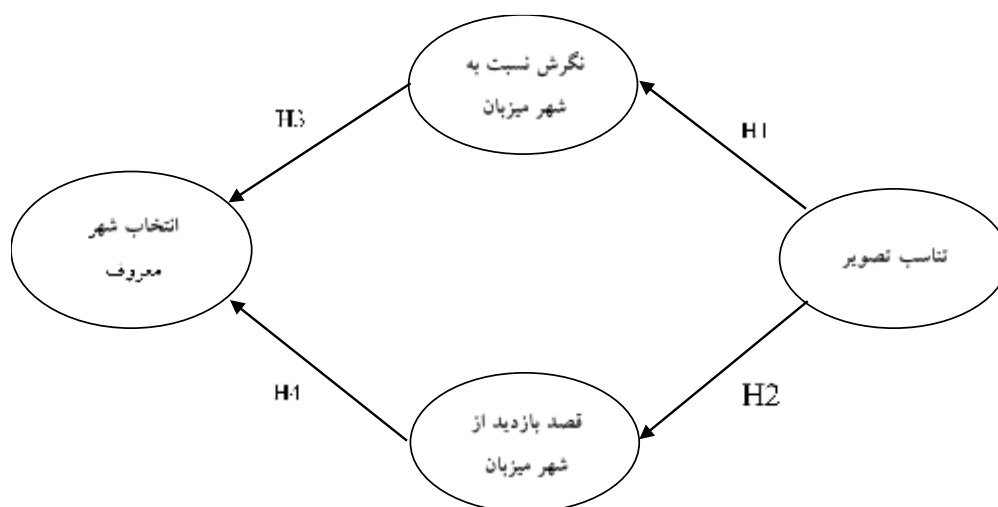 نگرش نسبت به
شهر میزبان
H3
H1
انتخاب شهر
معروف
تناسب تصویر
H4
H2
قصد بازدید از
شهر میزبان